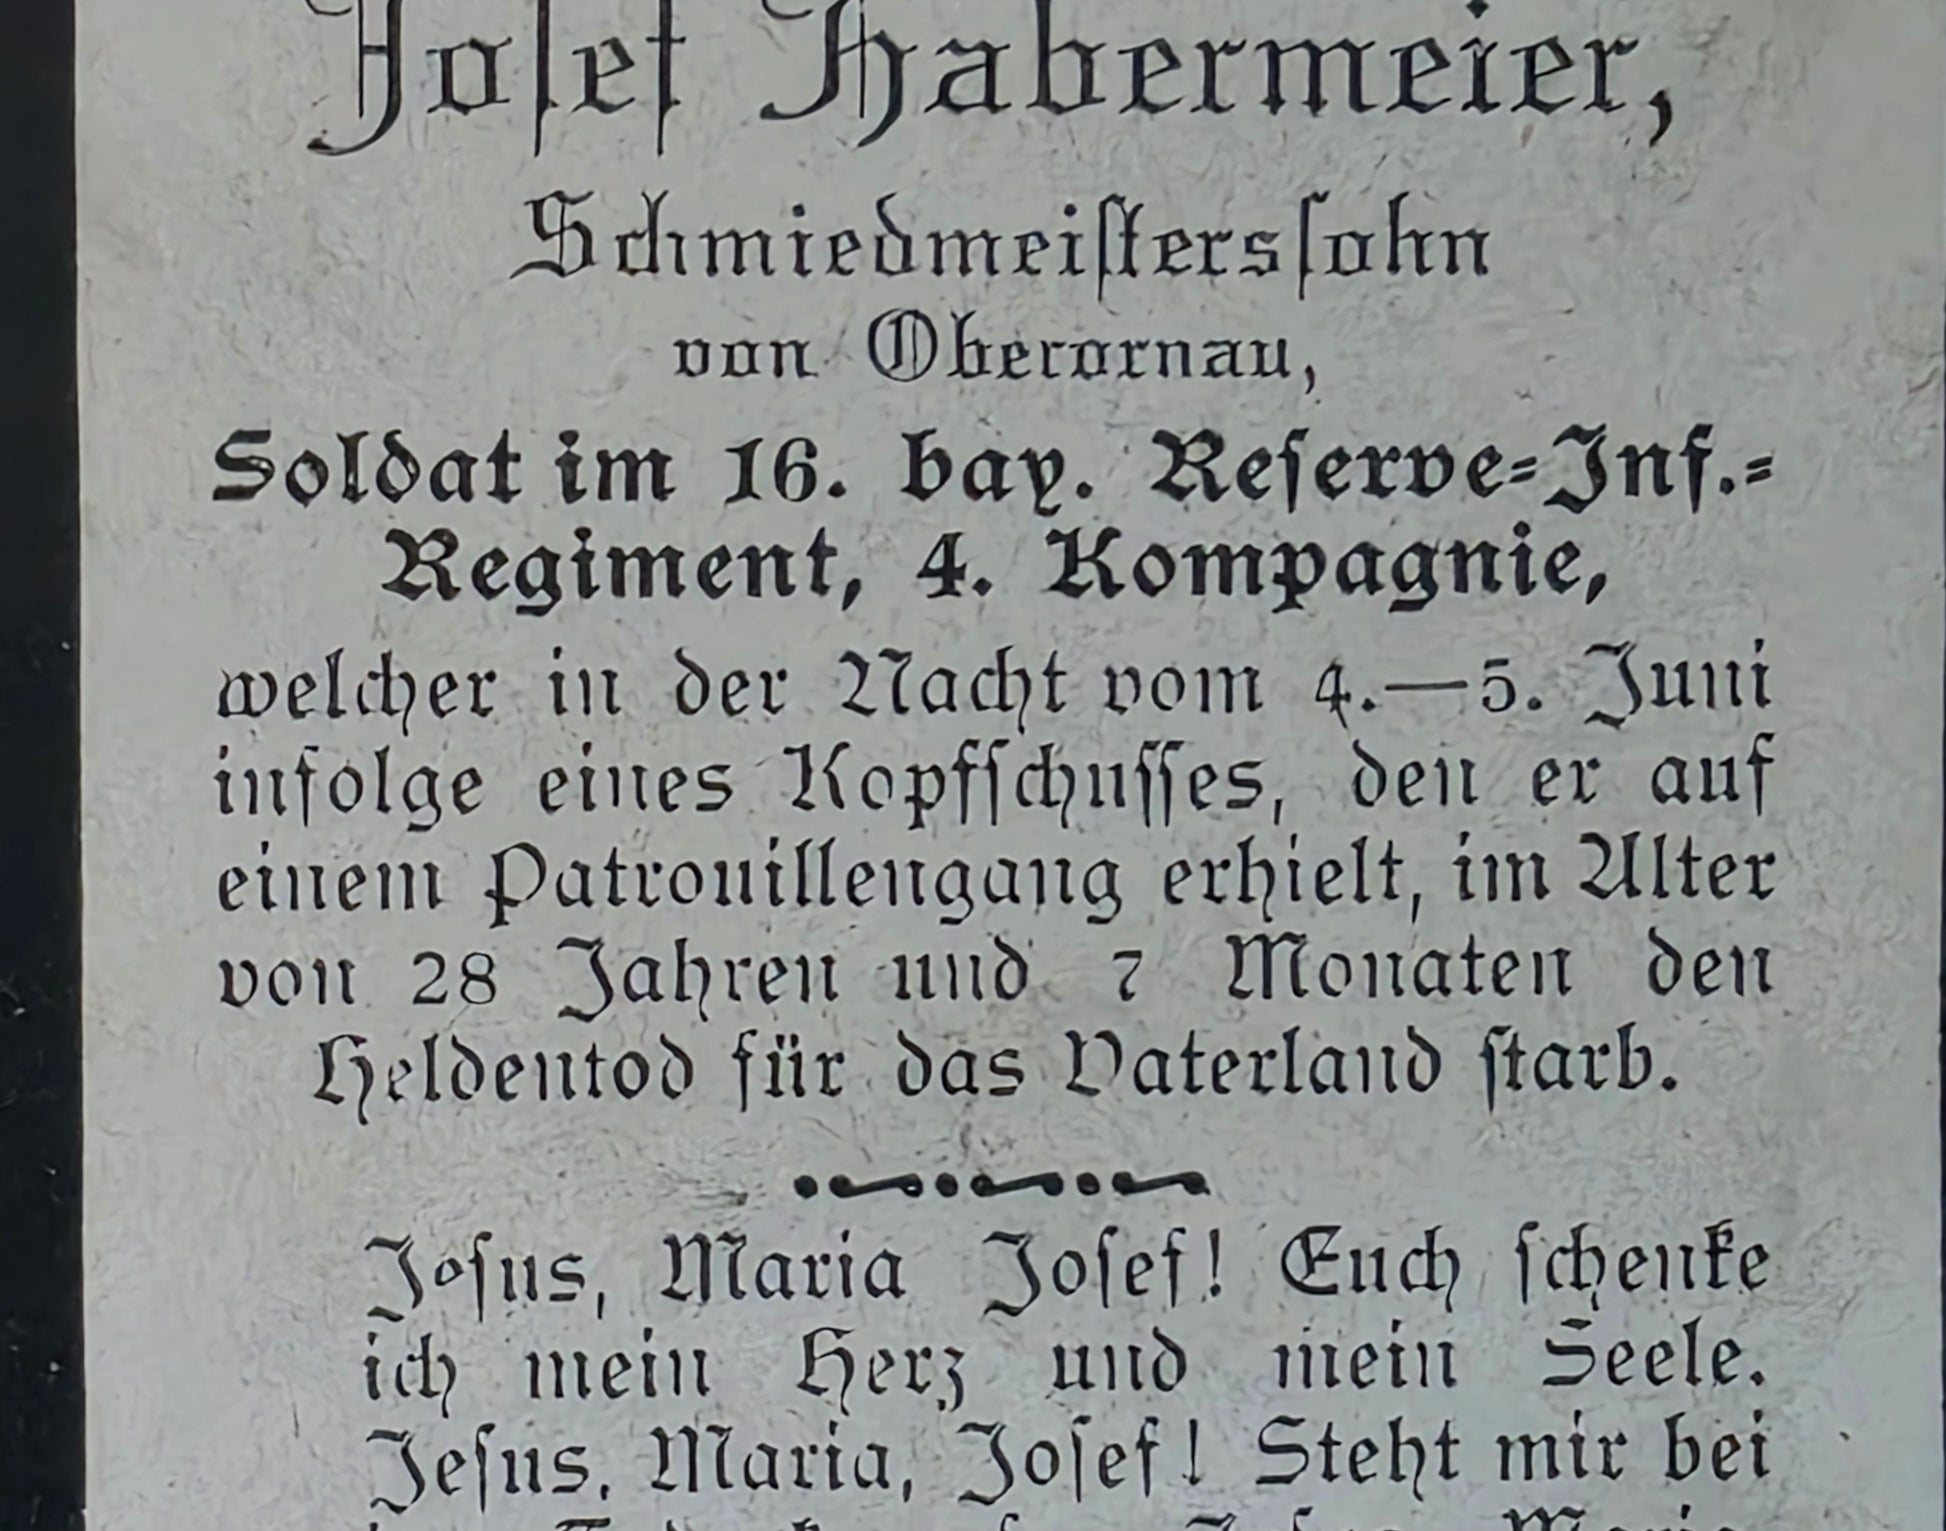 Josef Habermeier,
Schmiedmeisterssohn
von Oberornau,
Soldat im 16. bay. Reserve-Inf.-
Regiment, 4. Kompagnie,
welcher in der Nacht vom 4.—5. Juni
infolge eines Kopfschusses, den er auf
einem Patrouillengang erhielt, im Alter
von 28 Jahren und 7 Monaten den
Heldentod für das Vaterland starb.
Jesus, Maria Josef! Euch schenke
ich mein Herz und mein Seele.
Jesus, Maria, Josef! Steht mir bei